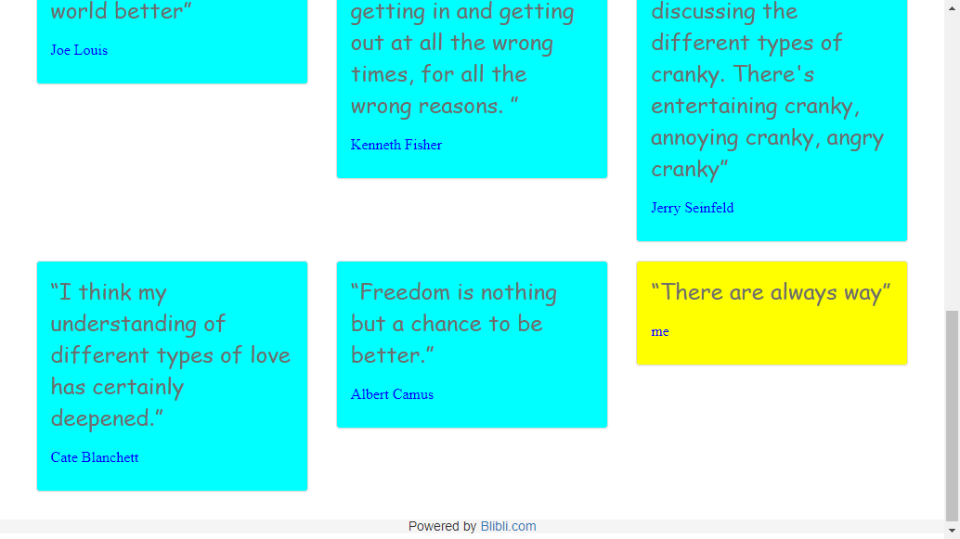 world better”
Joe Louis
getting in and getting
out at all the wrong
times, for all the
wrong reasons. ”
Kenneth Fisher
discussing the
different types of
cranky. There's
entertaining cranky,
annoying cranky, angry
cranky”
Jerry Seinfeld
“I think my
understanding of
different types of love
has certainly
deepened.”
Cate Blanchett
“Freedom is nothing
but a chance to be
better.”
Albert Camus
“There are always way”
me
Powered by Blibli.com